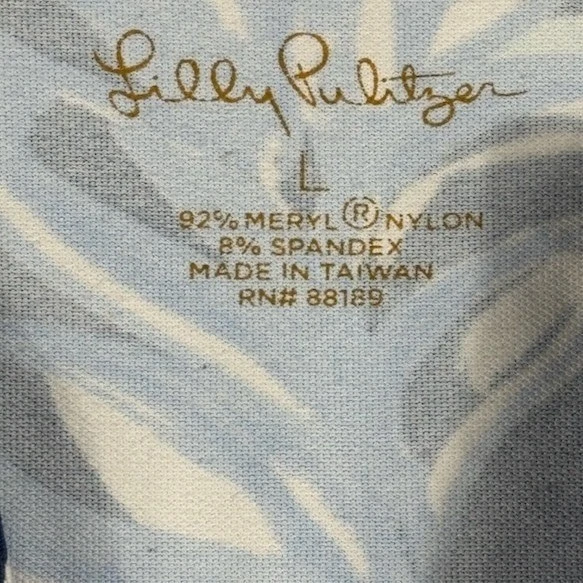 Lilly Pulitzer
L
92% MERYL® NYLON
8% SPANDEX
MADE IN TAIWAN
RN# 88189